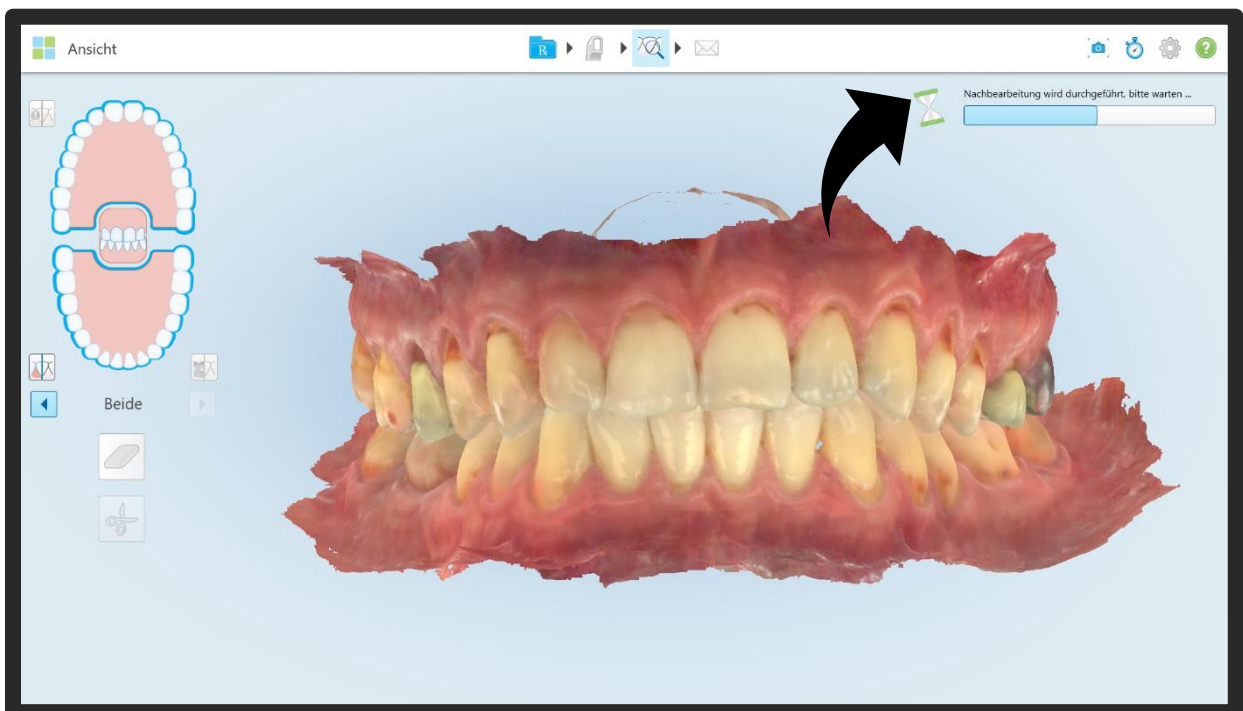 Ansicht
R
?
Nachbearbeitung wird durchgeführt, bitte warten ...
Beide